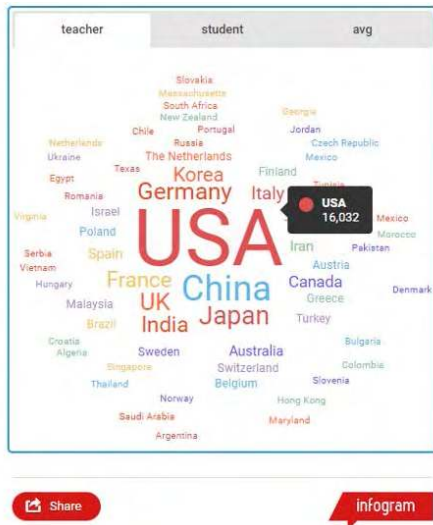 teacher student avg
Slovakia
Massachusetts
South Africa
New Zealand
Georgia
Chile Portugal Jordan
Netherlands Russia Czech Republic
Ukraine The Netherlands Mexico
Texas Korea Finland
Egypt
Germany Italy Tunisia
Romania
Virginia Israel USA Mexico
16,032
Poland USA Morocco
Serbia Spain Iran Pakistan
Vietnam Austria
Hungary France China Canada Denmark
Malaysia UK Greece
Brazil India Japan Turkey
Croatia Bulgaria
Algeria Sweden Australia
Singapore Switzerland Colombia
Thailand Belgium Slovenia
Norway Hong Kong
Saudi Arabia Maryland
Argentina
Share infogram